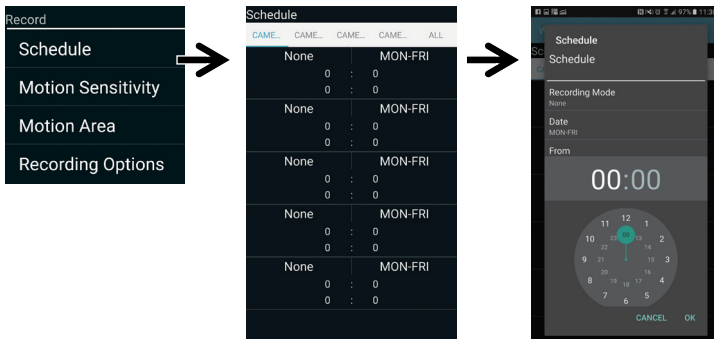 Record
Schedule
Motion Sensitivity
Motion Area
Recording Options
Schedule
CAME... CAME... CAME... CAME... ALL
None MON-FRI
0 : 0
0 : 0
None MON-FRI
0 : 0
0 : 0
None MON-FRI
0 : 0
0 : 0
None MON-FRI
0 : 0
0 : 0
None MON-FRI
0 : 0
0 : 0
97% 11:3
Schedule
Schedule
Recording Mode
None
Date
MON-FRI
From
00:00
12
11 1
23 00 13
10 2
22 14
9 21 15 3
20 16
8 19 18 17 4
7 5
6
CANCEL OK